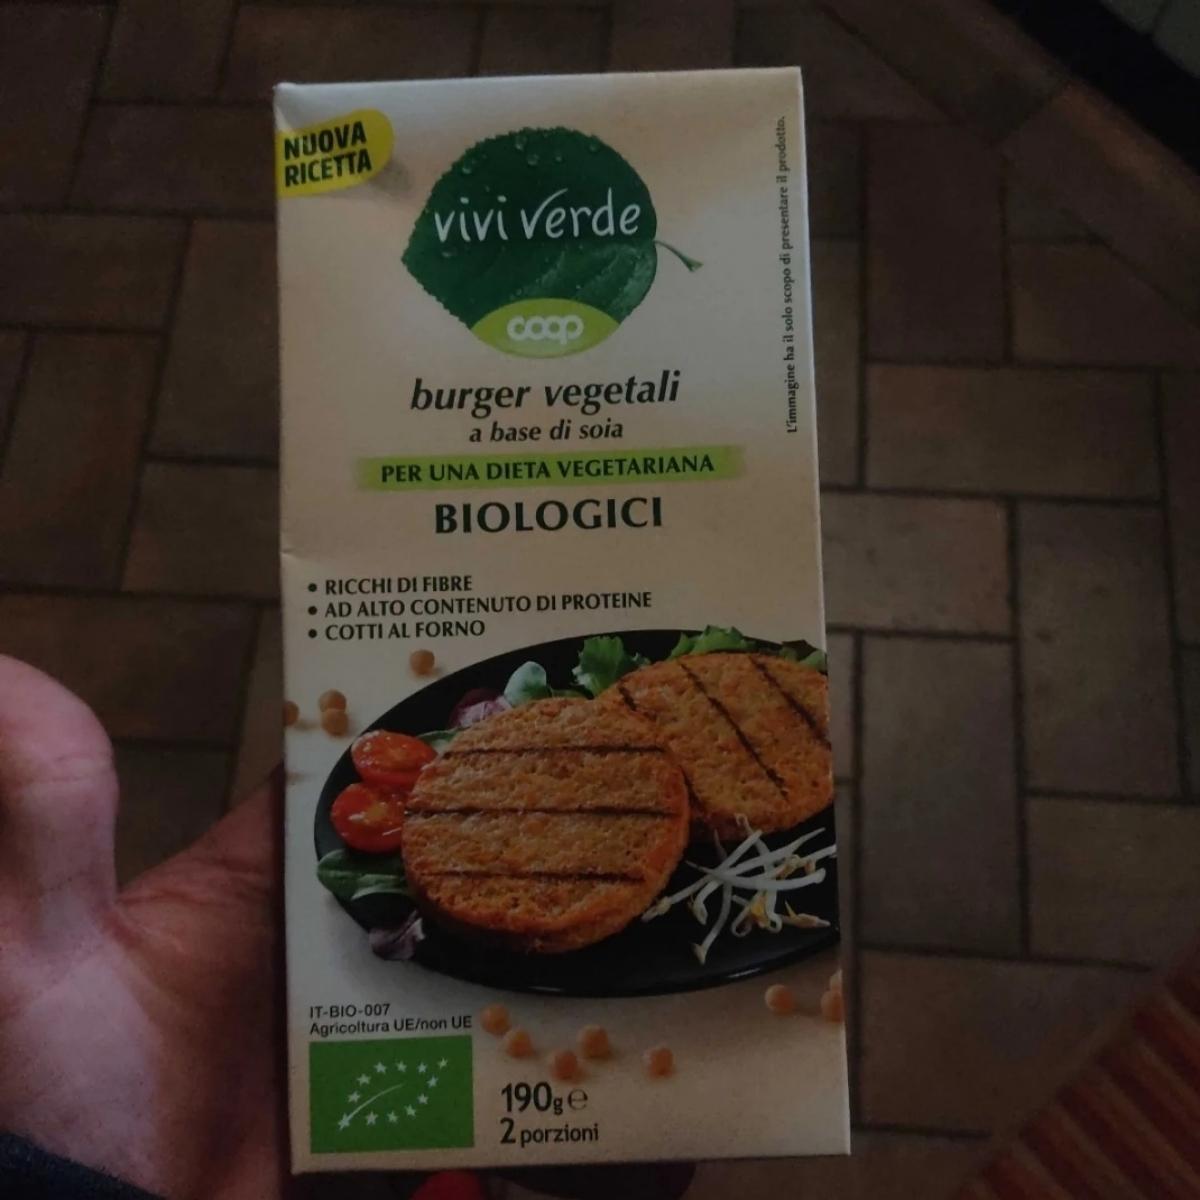 NUOVA
RICETTA
vivi verde
coop
burger vegetali
a base di soia
PER UNA DIETA VEGETARIANA
BIOLOGICI
• RICCHI DI FIBRE
• AD ALTO CONTENUTO DI PROTEINE
• COTTI AL FORNO
L'immagine ha il solo scopo di presentare il prodotto.
IT-BIO-007
Agricoltura UE/non UE
190g e
2 porzioni